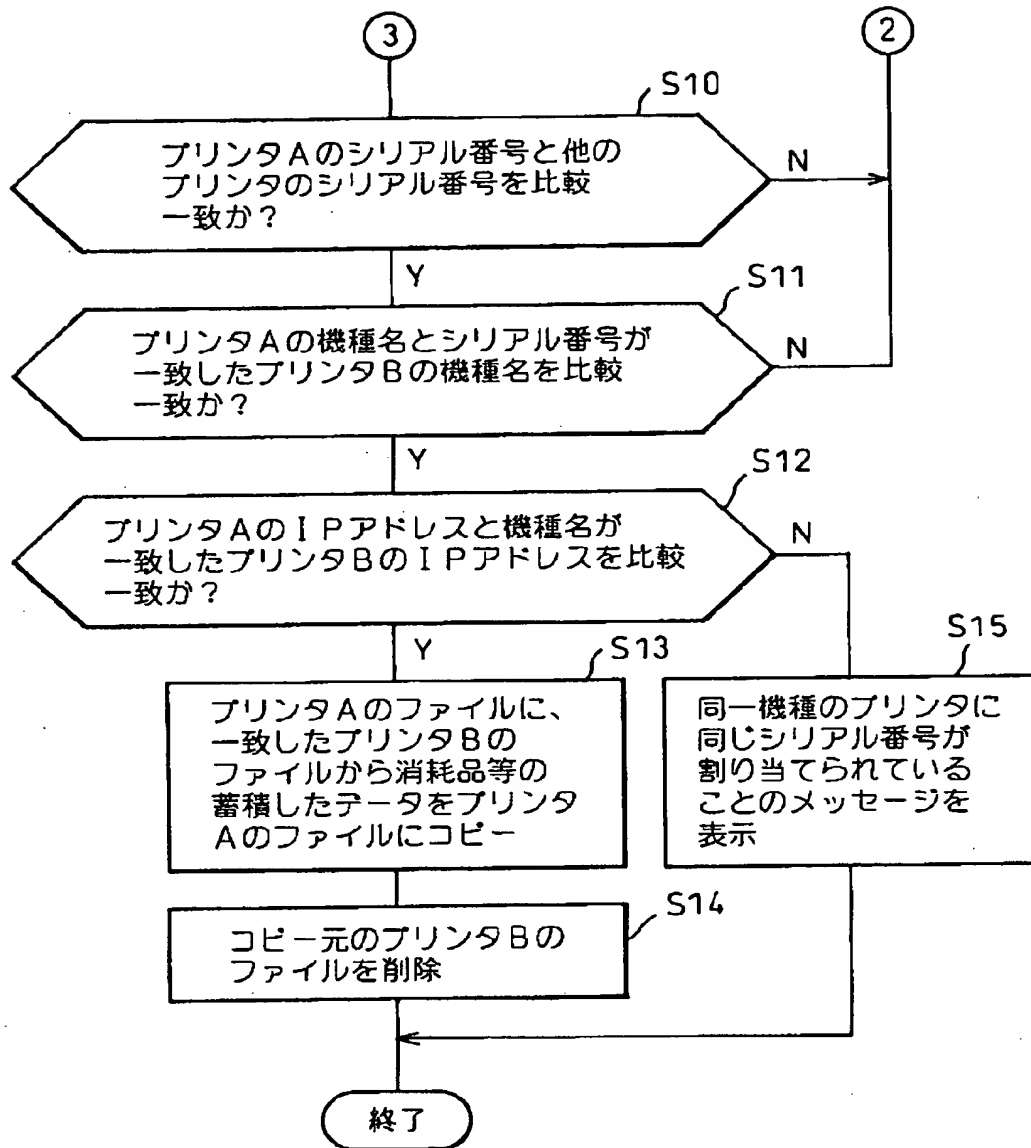 3
2
S10
プリンタAのシリアル番号と他の
プリンタのシリアル番号を比較
一致か?
N
Y
S11
プリンタAの機種名とシリアル番号が
一致したプリンタBの機種名を比較
一致か?
N
Y
S12
プリンタAのIPアドレスと機種名が
一致したプリンタBのIPアドレスを比較
一致か?
N
Y
S13
プリンタAのファイルに、
一致したプリンタBの
ファイルから消耗品等の
蓄積したデータをプリンタ
Aのファイルにコピー
S15
同一機種のプリンタに
同じシリアル番号が
割り当てられている
ことのメッセージを
表示
S14
コピー元のプリンタBの
ファイルを削除
終了